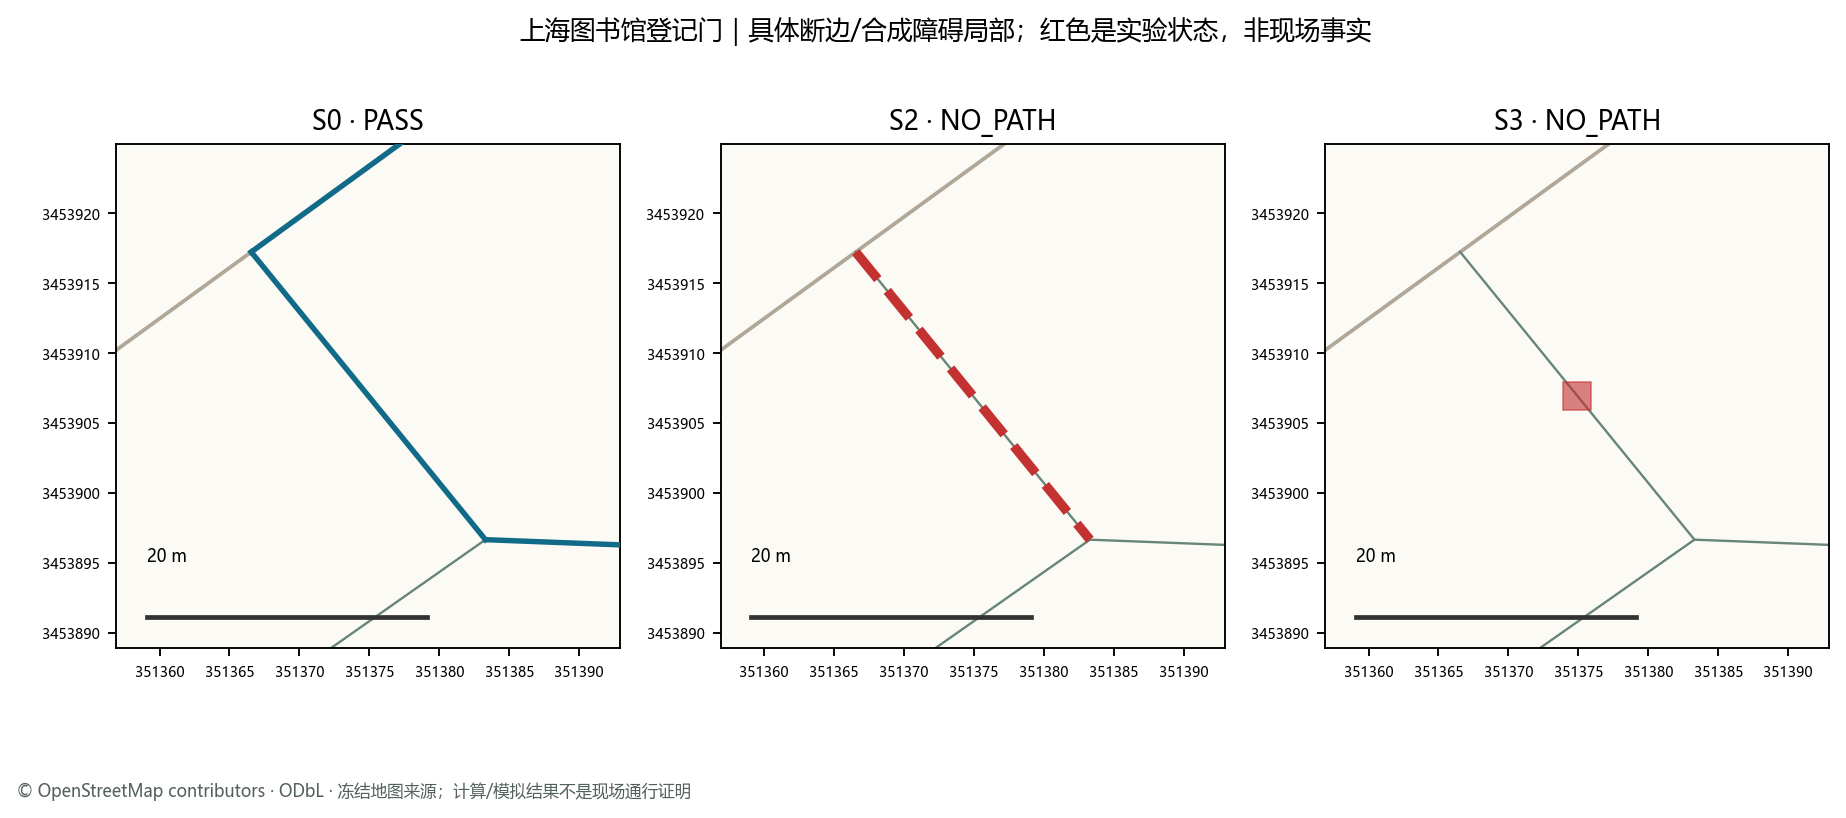 上海图书馆登记门｜具体断边/合成障碍局部；红色是实验状态，非现场事实
S0 · PASS
3453920
3453915
3453910
3453905
3453900
3453895
3453890
20 m
351360 351365 351370 351375 351380 351385 351390
S2 · NO_PATH
3453920
3453915
3453910
3453905
3453900
3453895
3453890
20 m
351360 351365 351370 351375 351380 351385 351390
S3 · NO_PATH
3453920
3453915
3453910
3453905
3453900
3453895
3453890
20 m
351360 351365 351370 351375 351380 351385 351390
© OpenStreetMap contributors · ODbL · 冻结地图来源；计算/模拟结果不是现场通行证明